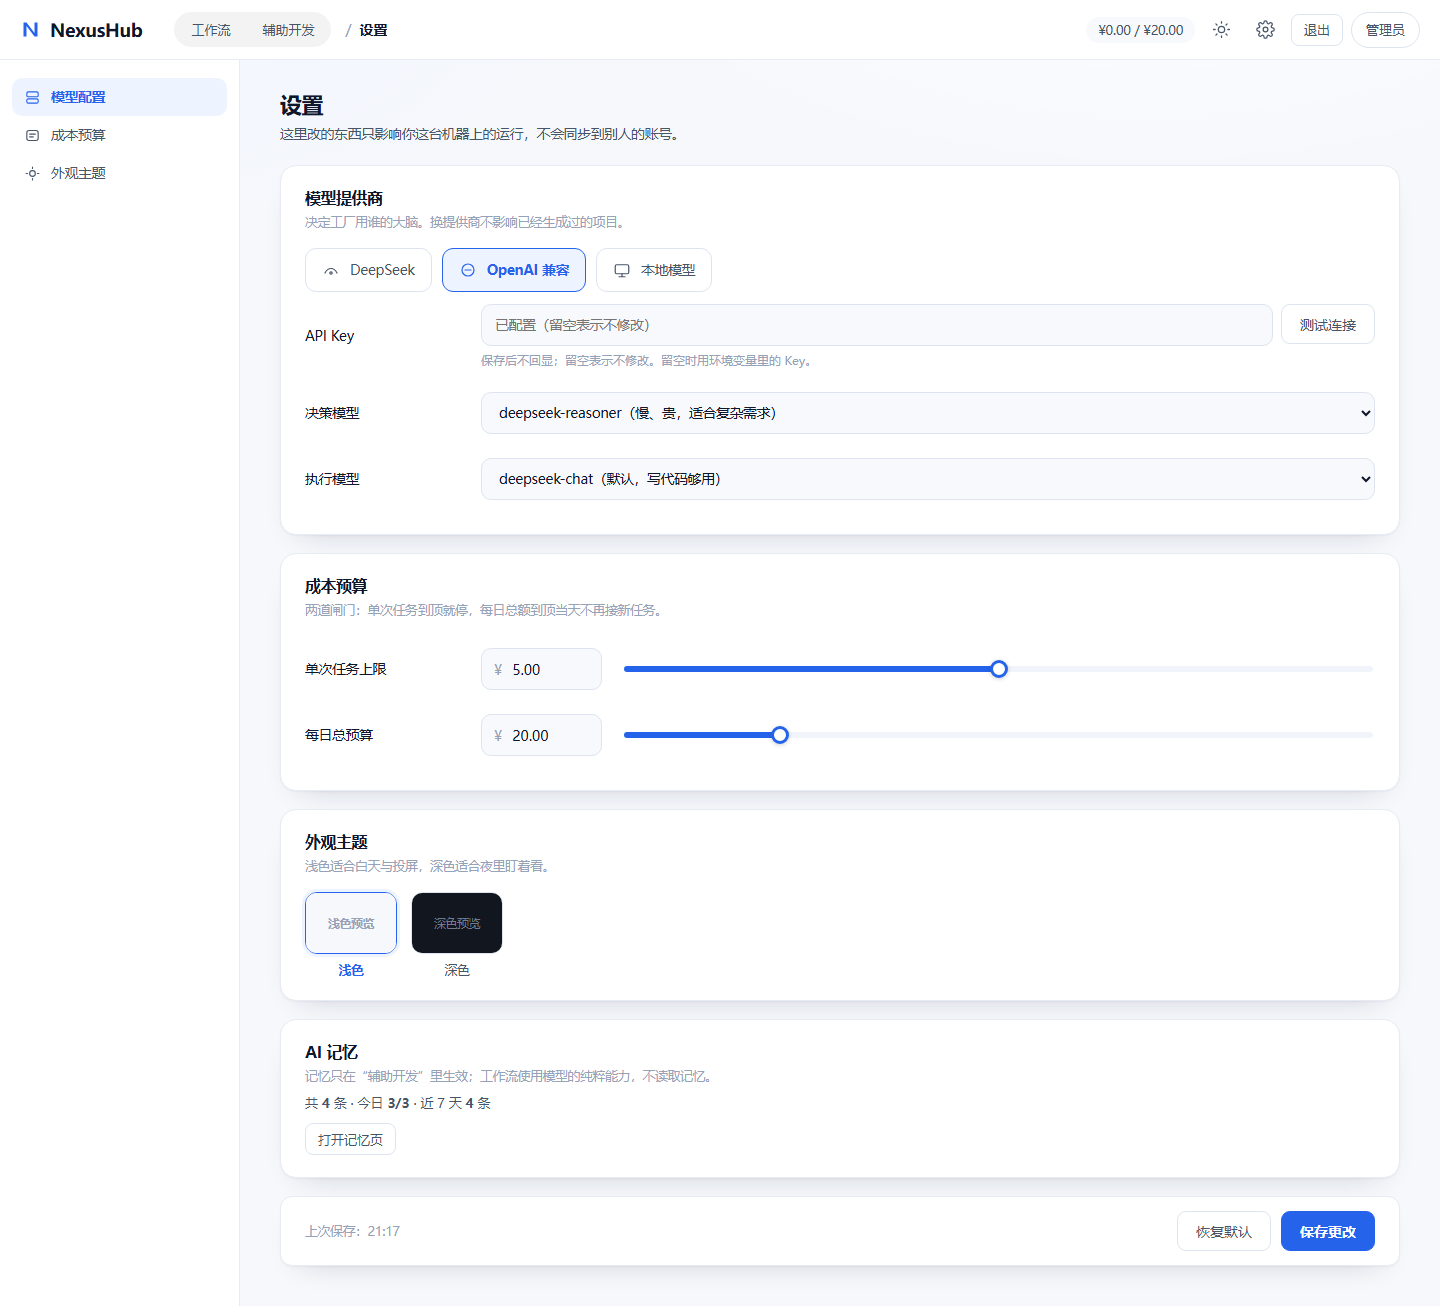 NexusHub
工作流
辅助开发
/ 设置
¥0.00 / ¥20.00
退出
管理员
模型配置
成本预算
外观主题
设置
这里改的东西只影响你这台机器上的运行，不会同步到别人的账号。
模型提供商
决定工厂用谁的大脑。换提供商不影响已经生成过的项目。
DeepSeek
OpenAI 兼容
本地模型
API Key
已配置（留空表示不修改）
测试连接
保存后不回显；留空表示不修改。留空时用环境变量里的 Key。
决策模型
deepseek-reasoner（慢、贵，适合复杂需求）
执行模型
deepseek-chat（默认，写代码够用）
成本预算
两道闸门：单次任务到顶就停，每日总额到顶当天不再接新任务。
单次任务上限
¥ 5.00
每日总预算
¥ 20.00
外观主题
浅色适合白天与投屏，深色适合夜里盯着看。
浅色预览
深色预览
浅色
深色
AI 记忆
记忆只在“辅助开发”里生效；工作流使用模型的纯粹能力，不读取记忆。
共 4 条 · 今日 3/3 · 近 7 天 4 条
打开记忆页
上次保存：21:17
恢复默认
保存更改